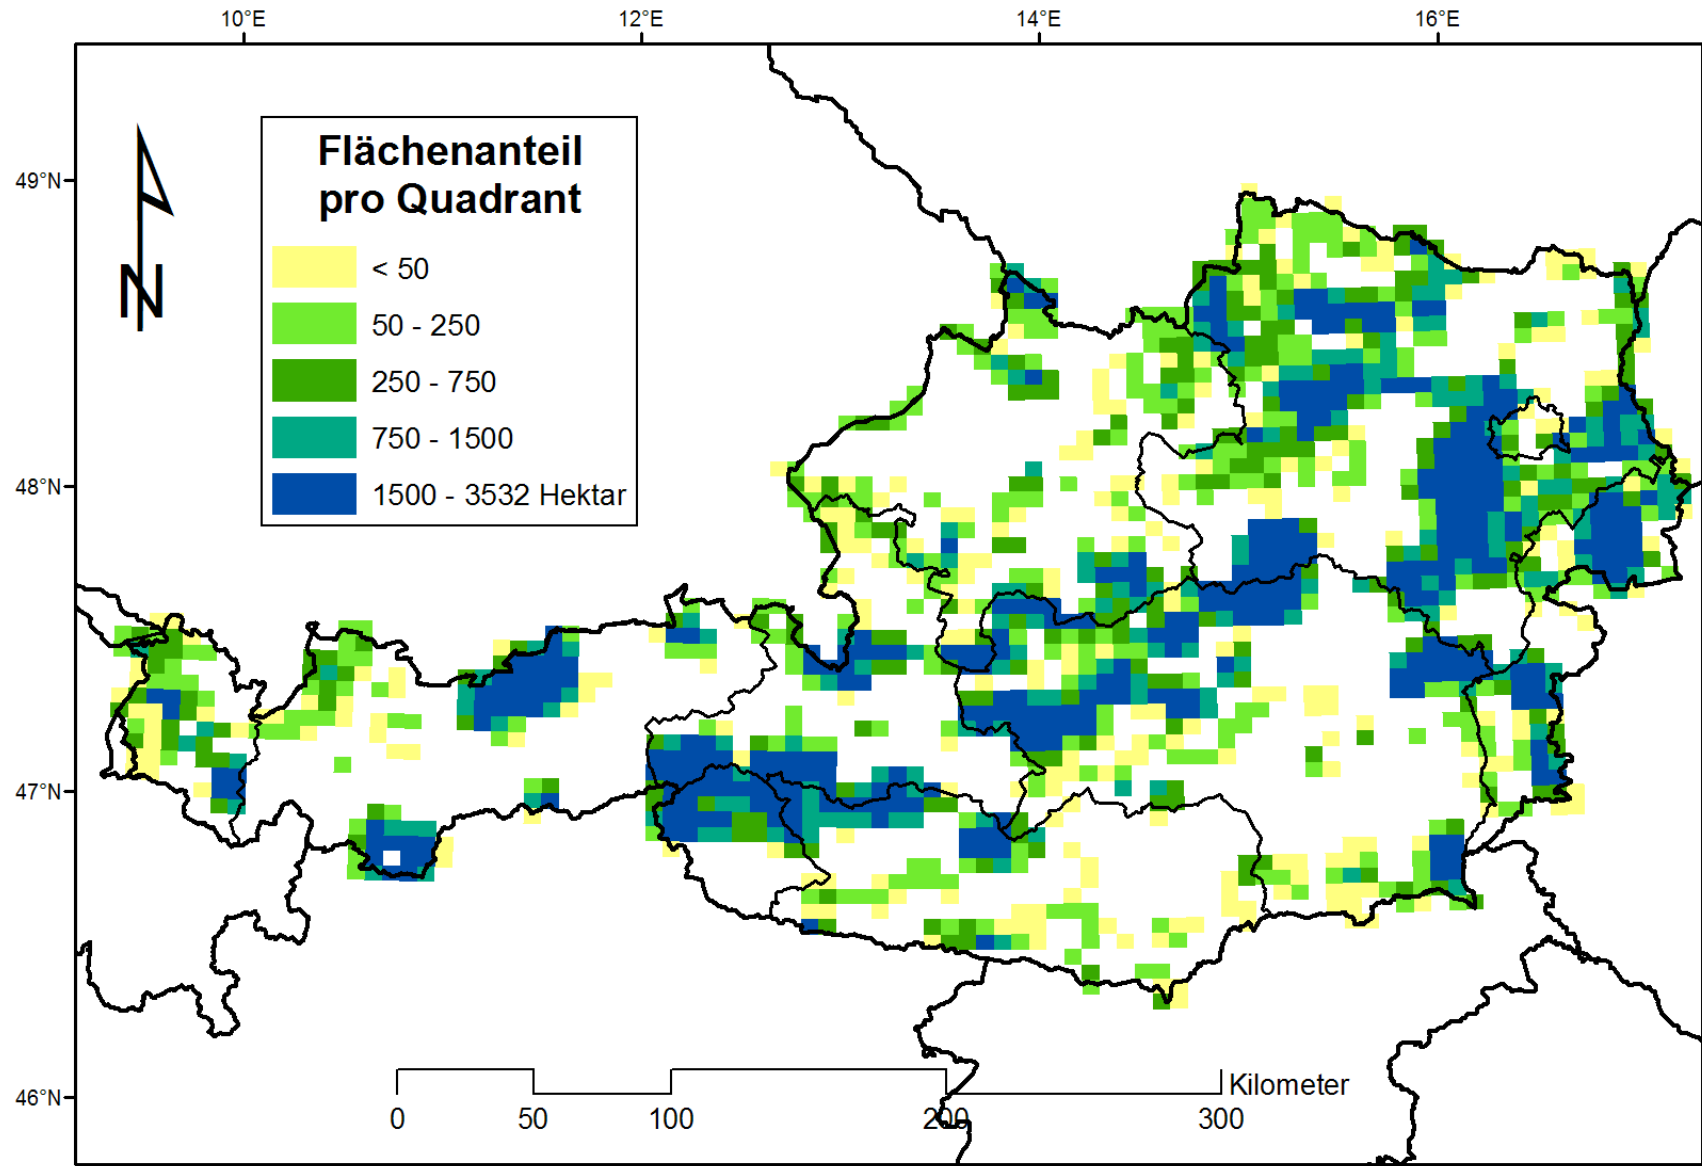 10°E 12°E 14°E 16°E
49°N
48°N
47°N
46°N
N
Flächenanteil
pro Quadrant
< 50
50 - 250
250 - 750
750 - 1500
1500 - 3532 Hektar
Kilometer
0 50 100 200 300